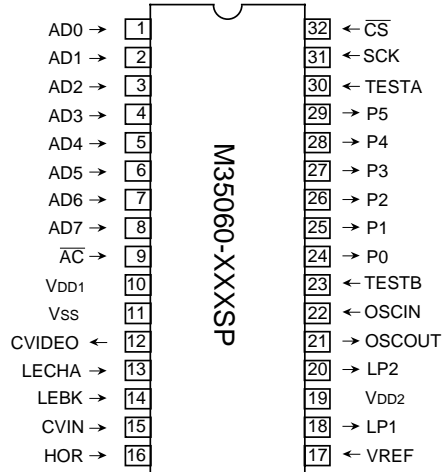 AD0 → 1 32 ← C̅S̅
AD1 → 2 31 ← SCK
AD2 → 3 30 ← TESTA
AD3 → 4 29 → P5
AD4 → 5 28 → P4
AD5 → 6 27 → P3
AD6 → 7 26 → P2
AD7 → 8 25 → P1
A̅C̅ → 9 24 → P0
VDD1 10 23 ← TESTB
VSS 11 22 ← OSCIN
CVIDEO ← 12 21 → OSCOUT
LECHA → 13 20 → LP2
LEBK → 14 19 VDD2
CVIN → 15 18 → LP1
HOR → 16 17 ← VREF
M35060-XXXSP